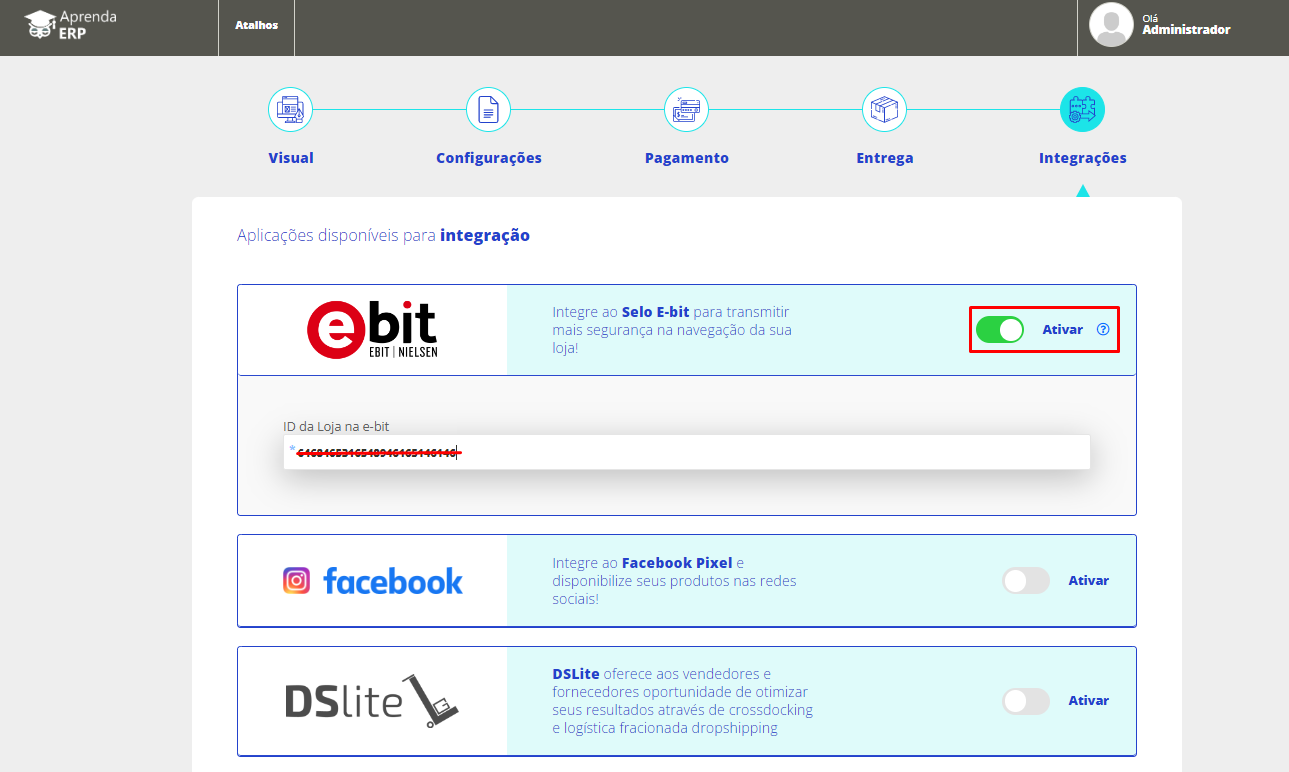 Aprenda
ERP
Atalhos
Olá
Administrador
Visual
Configurações
Pagamento
Entrega
Integrações
Aplicações disponíveis para integração
ebit
EBIT | NIELSEN
Integre ao Selo E-bit para transmitir
mais segurança na navegação da sua
loja!
Ativar ?
ID da Loja na e-bit
*
facebook
Integre ao Facebook Pixel e
disponibilize seus produtos nas redes
sociais!
Ativar
DSlite
DSLite oferece aos vendedores e
fornecedores oportunidade de otimizar
seus resultados através de crossdocking
e logística fracionada dropshipping
Ativar